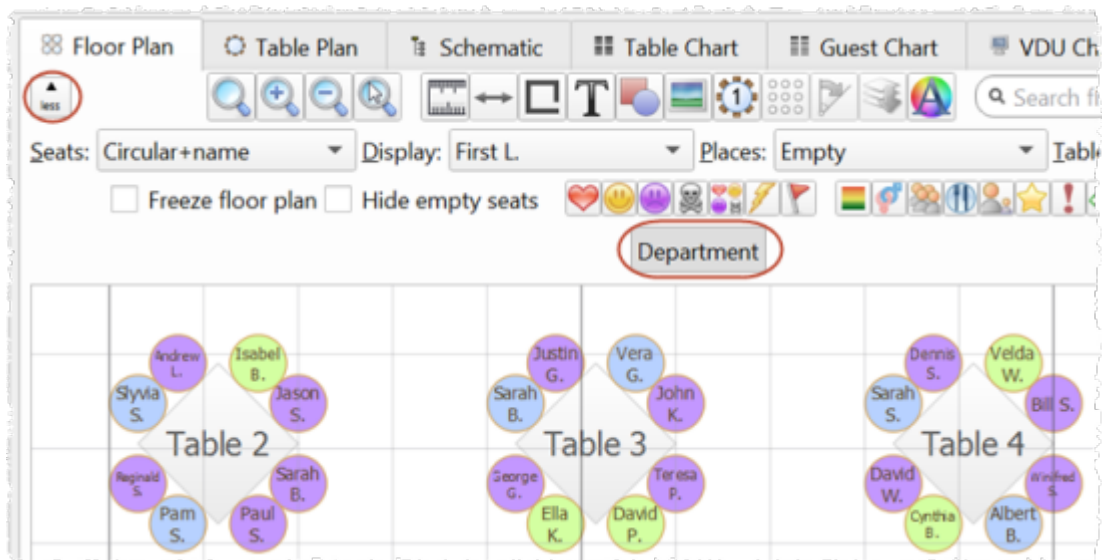 Floor Plan Table Plan Schematic Table Chart Guest Chart VDU Ch
less T 1 A Search f
Seats: Circular+name Display: First L. Places: Empty Tabl
Freeze floor plan Hide empty seats
Department
Andrew L. Isabel B. Justin G. Vera G. Dennis S. Velda W.
Slyvia S. Jason S. Sarah B. John K. Sarah S. Bill S.
Table 2 Table 3 Table 4
Reginald S. Sarah B. George G. Teresa P. David W. Winifred S.
Pam S. Paul S. Ella K. David P. Cynthia B. Albert B.